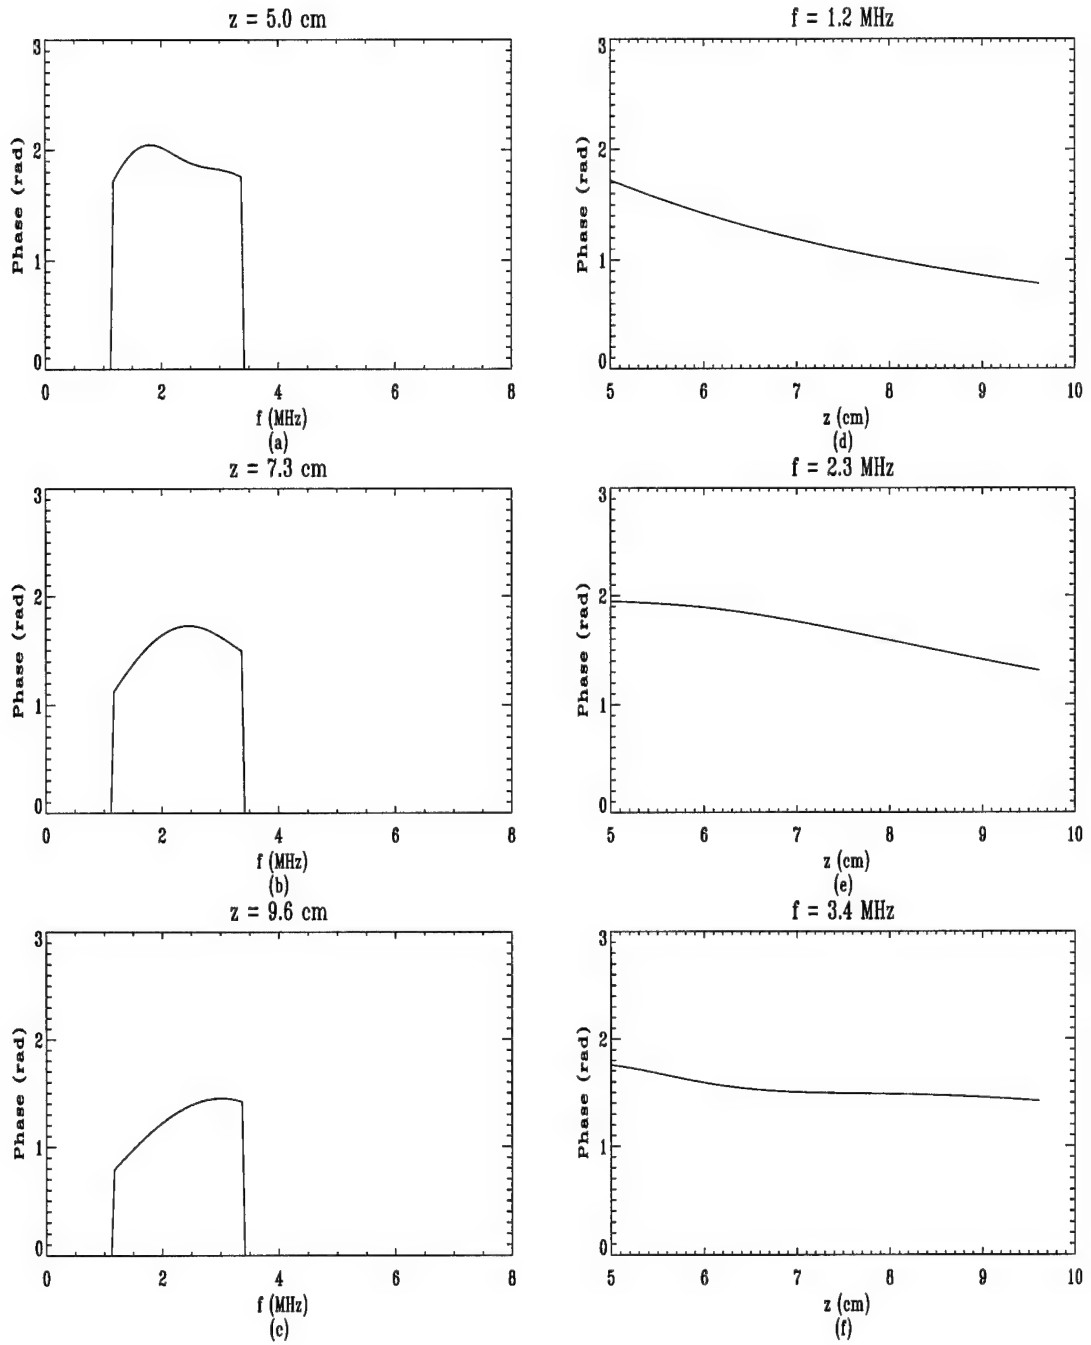 z = 5.0 cm
3
2
1
0
Phase (rad)
0 2 4 6 8
f (MHz)
(a)
f = 1.2 MHz
3
2
1
0
Phase (rad)
5 6 7 8 9 10
z (cm)
(d)
z = 7.3 cm
3
2
1
0
Phase (rad)
0 2 4 6 8
f (MHz)
(b)
f = 2.3 MHz
3
2
1
0
Phase (rad)
5 6 7 8 9 10
z (cm)
(e)
z = 9.6 cm
3
2
1
0
Phase (rad)
0 2 4 6 8
f (MHz)
(c)
f = 3.4 MHz
3
2
1
0
Phase (rad)
5 6 7 8 9 10
z (cm)
(f)